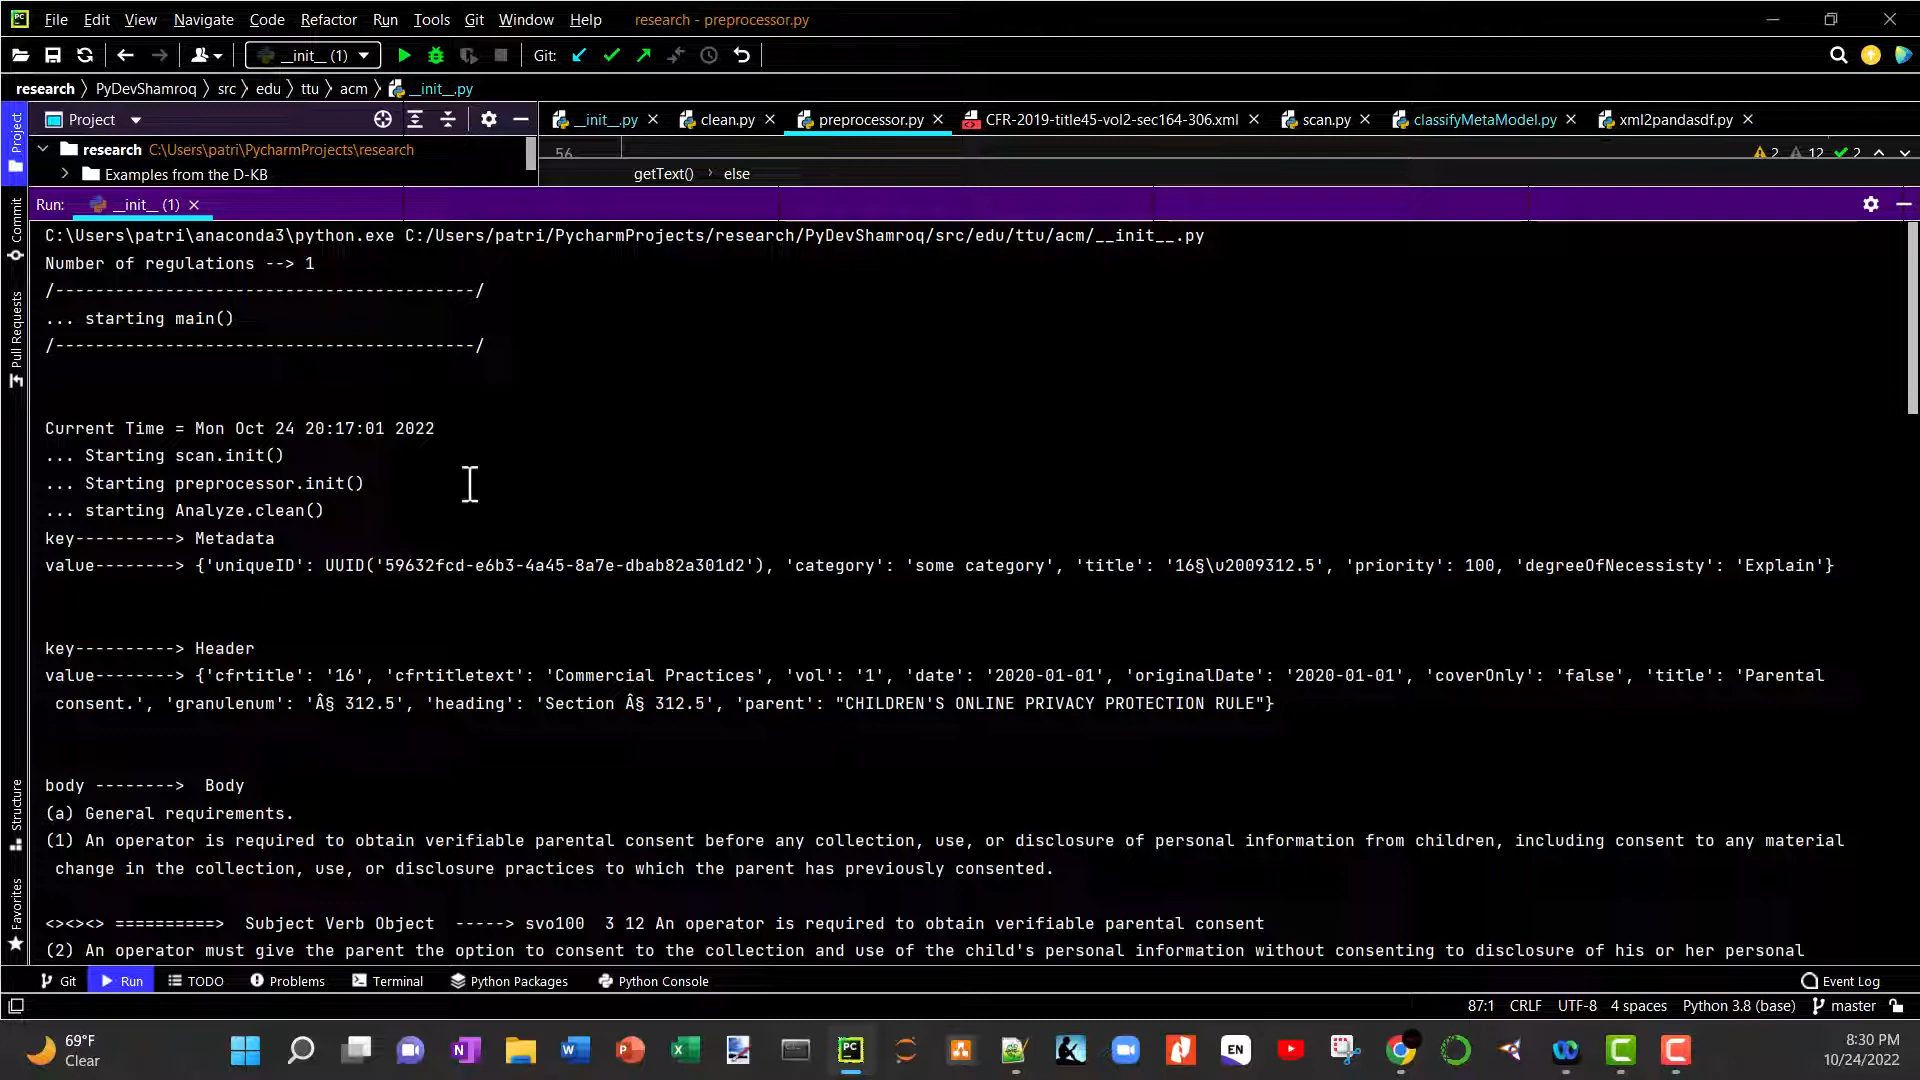 File Edit View Navigate Code Refactor Run Tools Git Window Help research - preprocessor.py
__init__ (1) Git:
research PyDevShamroq src edu ttu acm __init__.py
Project __init__.py clean.py preprocessor.py CFR-2019-title45-vol2-sec164-306.xml scan.py classifyMetaModel.py xml2pandasdf.py
research C:\Users\patri\PycharmProjects\research 56 2 12 2
Examples from the D-KB getText() else
Run: __init__ (1)
C:\Users\patri\anaconda3\python.exe C:/Users/patri/PycharmProjects/research/PyDevShamroq/src/edu/ttu/acm/__init__.py
Number of regulations --> 1
/------------------------------------------/
... starting main()
/------------------------------------------/
Current Time = Mon Oct 24 20:17:01 2022
... Starting scan.init()
... Starting preprocessor.init()
... starting Analyze.clean()
key----------> Metadata
value--------> {'uniqueID': UUID('59632fcd-e6b3-4a45-8a7e-dbab82a301d2'), 'category': 'some category', 'title': '16§\u2009312.5', 'priority': 100, 'degreeOfNecessisty': 'Explain'}
key----------> Header
value--------> {'cfrtitle': '16', 'cfrtitletext': 'Commercial Practices', 'vol': '1', 'date': '2020-01-01', 'originalDate': '2020-01-01', 'coverOnly': 'false', 'title': 'Parental
consent.', 'granulenum': 'Â§ 312.5', 'heading': 'Section Â§ 312.5', 'parent': "CHILDREN'S ONLINE PRIVACY PROTECTION RULE"}
body --------> Body
(a) General requirements.
(1) An operator is required to obtain verifiable parental consent before any collection, use, or disclosure of personal information from children, including consent to any material
change in the collection, use, or disclosure practices to which the parent has previously consented.
<><><> ==========> Subject Verb Object -----> svo100 3 12 An operator is required to obtain verifiable parental consent
(2) An operator must give the parent the option to consent to the collection and use of the child's personal information without consenting to disclosure of his or her personal
Project
Commit
Pull Requests
Structure
Favorites
Git Run TODO Problems Terminal Python Packages Python Console Event Log
87:1 CRLF UTF-8 4 spaces Python 3.8 (base) master
69°F
Clear
EN
8:30 PM
10/24/2022